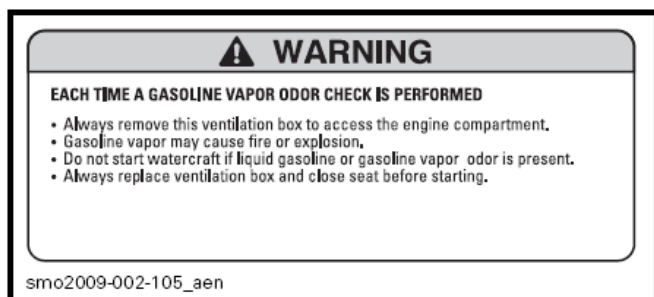 WARNING
EACH TIME A GASOLINE VAPOR ODOR CHECK IS PERFORMED
• Always remove this ventilation box to access the engine compartment.
• Gasoline vapor may cause fire or explosion.
• Do not start watercraft if liquid gasoline or gasoline vapor odor is present.
• Always replace ventilation box and close seat before starting.
smo2009-002-105_aen